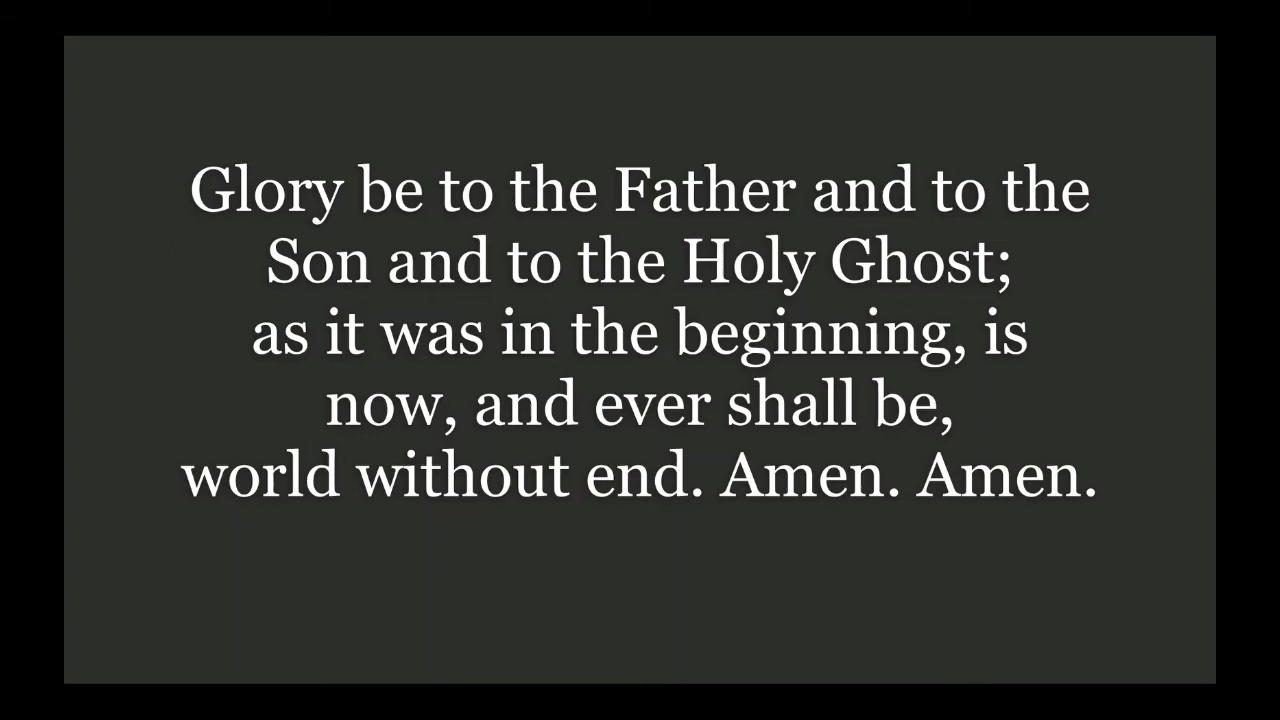 Glory be to the Father and to the
Son and to the Holy Ghost;
as it was in the beginning, is
now, and ever shall be,
world without end. Amen. Amen.